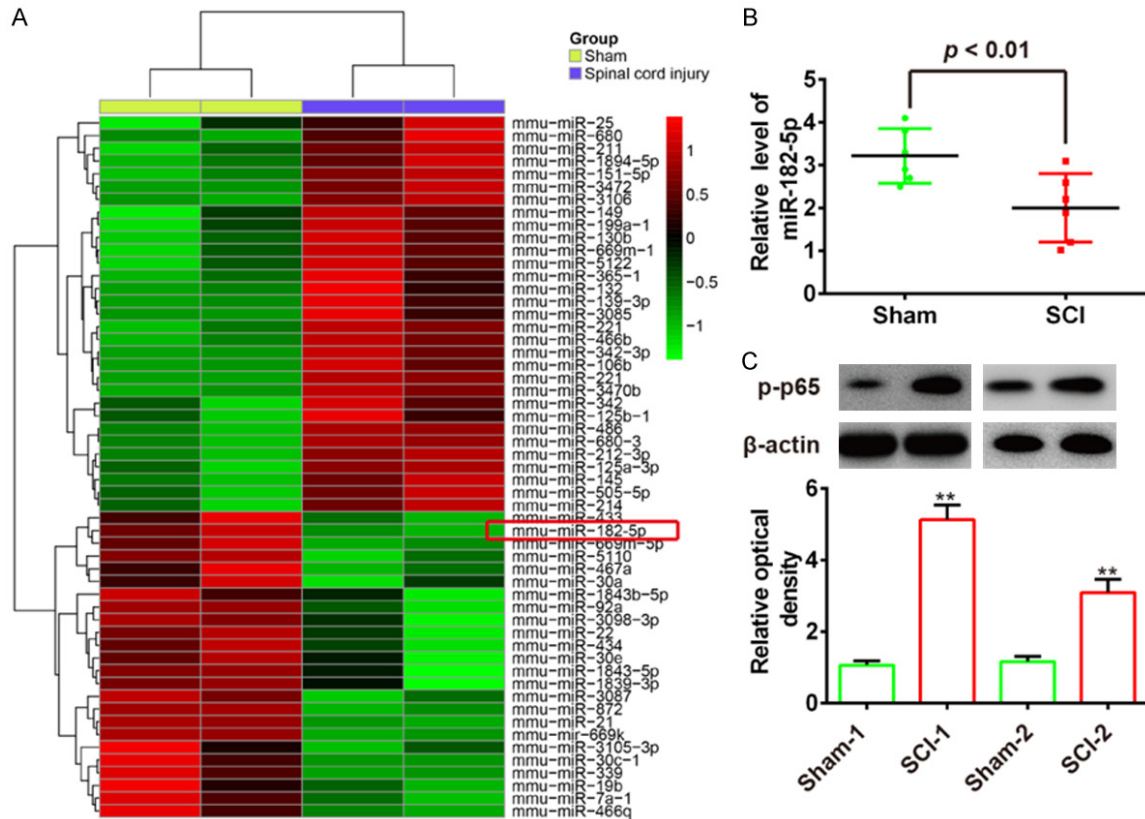 A
Group
Sham
Spinal cord injury
1
0.5
0
−0.5
−1
mmu−miR−25
mmu−miR−680
mmu−miR−211
mmu−miR−1894−5p
mmu−miR−151−5p
mmu−miR−3472
mmu−miR−3106
mmu−miR−149
mmu−miR−199a−1
mmu−miR−130b
mmu−miR−669m−1
mmu−miR−5122
mmu−miR−365−1
mmu−miR−132
mmu−miR−139−3p
mmu−miR−3085
mmu−miR−221
mmu−miR−466b
mmu−miR−342−3p
mmu−miR−106b
mmu−miR−221
mmu−miR−3470b
mmu−miR−342
mmu−miR−125b−1
mmu−miR−486
mmu−miR−680−3
mmu−miR−212−3p
mmu−miR−125a−3p
mmu−miR−145
mmu−miR−505−5p
mmu−miR−214
mmu−miR−433
mmu−miR−182−5p
mmu−miR−669m−5p
mmu−miR−5110
mmu−miR−467a
mmu−miR−30a
mmu−miR−1843b−5p
mmu−miR−92a
mmu−miR−3098−3p
mmu−miR−22
mmu−miR−434
mmu−miR−30e
mmu−miR−1843−5p
mmu−miR−1839−3p
mmu−miR−3087
mmu−miR−872
mmu−miR−21
mmu−mir−669k
mmu−miR−3105−3p
mmu−miR−30c−1
mmu−miR−339
mmu−miR−19b
mmu−miR−7a−1
mmu−miR−466q
B
p < 0.01
Relative level of
miR-182-5p
5
4
3
2
1
0
Sham SCI
C
p-p65
β-actin
Relative optical
density
6
4
2
0
** **
Sham-1 SCI-1 Sham-2 SCI-2